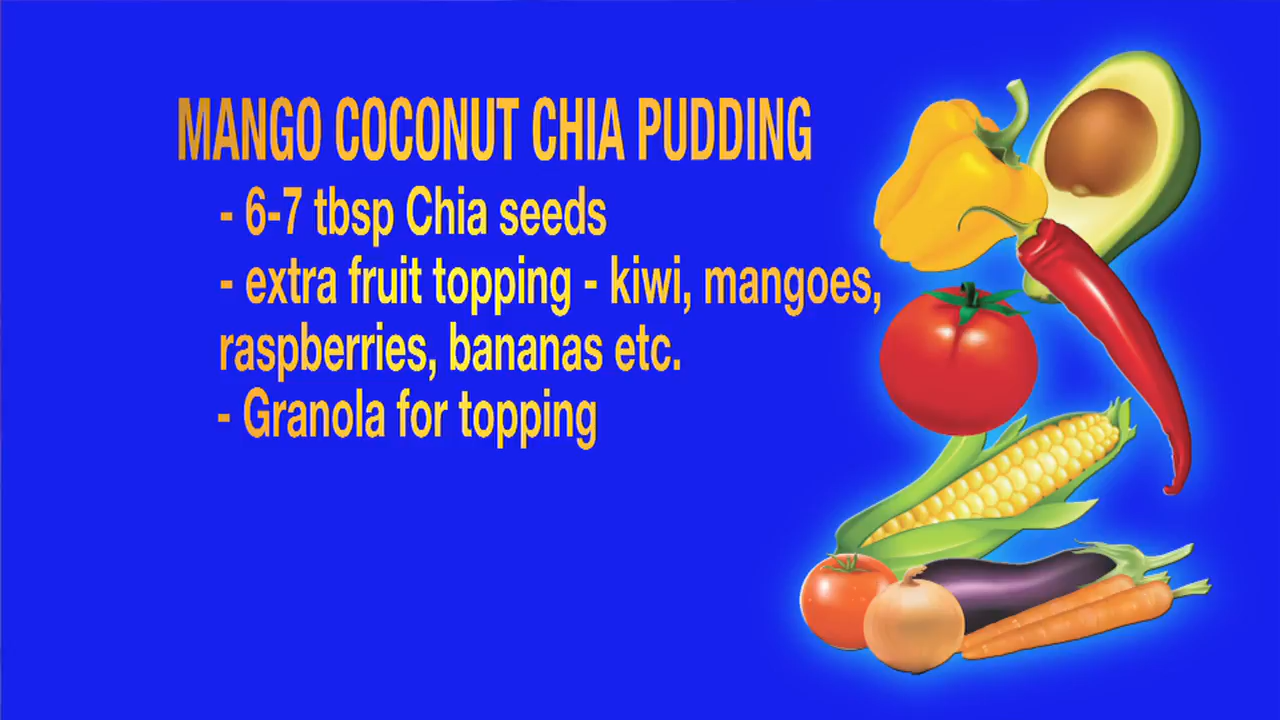 MANGO COCONUT CHIA PUDDING
- 6-7 tbsp Chia seeds
- extra fruit topping - kiwi, mangoes,
raspberries, bananas etc.
- Granola for topping